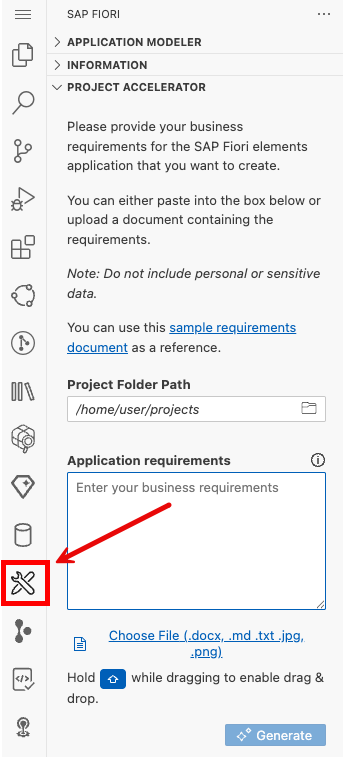 SAP FIORI
APPLICATION MODELER
INFORMATION
PROJECT ACCELERATOR
Please provide your business
requirements for the SAP Fiori elements
application that you want to create.
You can either paste into the box below or
upload a document containing the
requirements.
Note: Do not include personal or sensitive
data.
You can use this sample requirements
document as a reference.
Project Folder Path
/home/user/projects
Application requirements
Enter your business requirements
Choose File (.docx, .md .txt .jpg,
.png)
Hold ⇧ while dragging to enable drag &
drop.
Generate